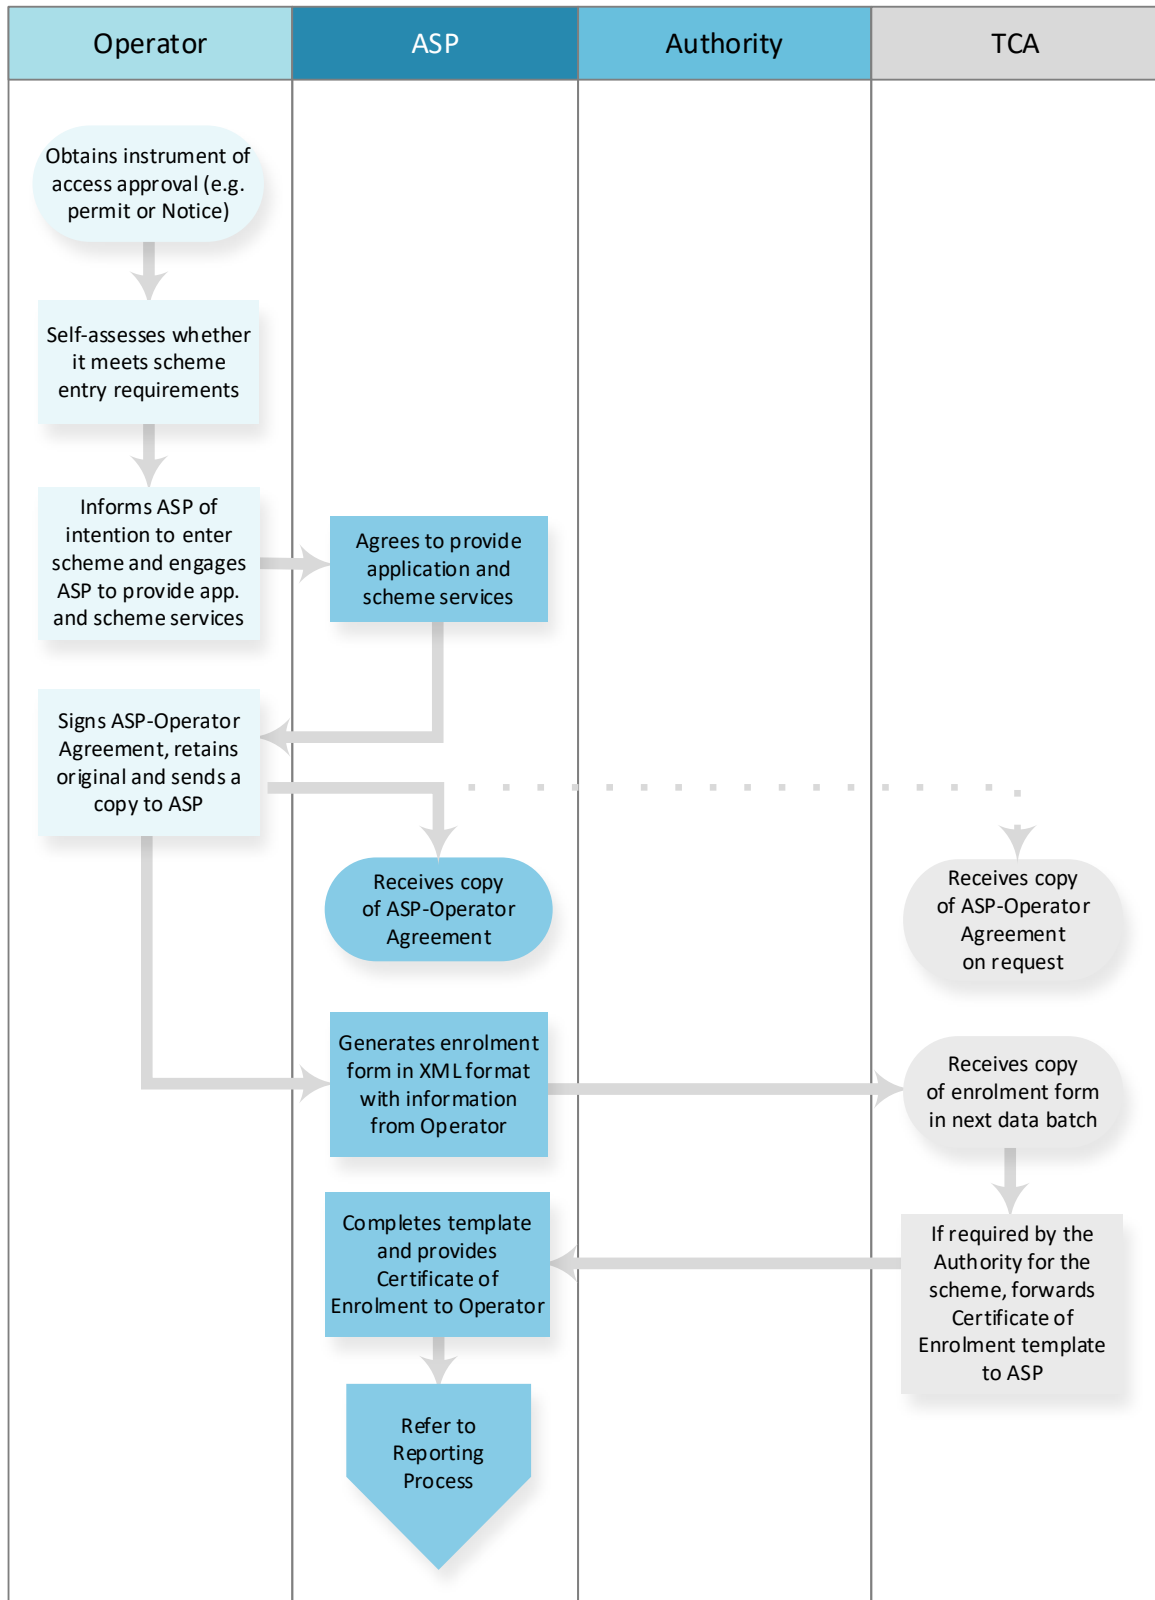 Operator
ASP
Authority
TCA
Obtains instrument of
access approval (e.g.
permit or Notice)
Self-assesses whether
it meets scheme
entry requirements
Informs ASP of
intention to enter
scheme and engages
ASP to provide app.
and scheme services
Agrees to provide
application and
scheme services
Signs ASP-Operator
Agreement, retains
original and sends a
copy to ASP
Receives copy
of ASP-Operator
Agreement
Receives copy
of ASP-Operator
Agreement
on request
Generates enrolment
form in XML format
with information
from Operator
Receives copy
of enrolment form
in next data batch
Completes template
and provides
Certificate of
Enrolment to Operator
If required by the
Authority for the
scheme, forwards
Certificate of
Enrolment template
to ASP
Refer to
Reporting
Process